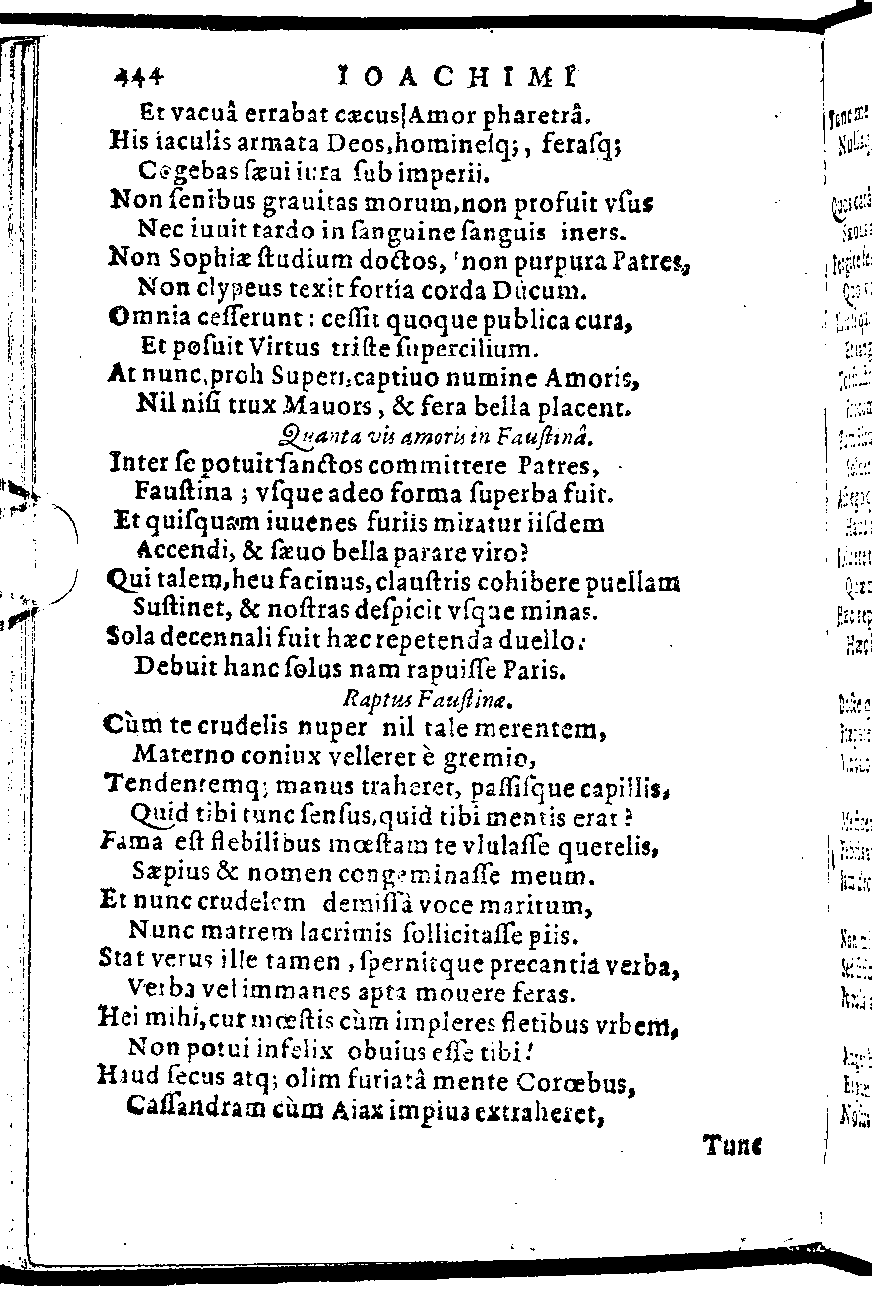 444 IOACHIMI
Et vacuâ errabat cæcus Amor pharetrâ.
His iaculis armata Deos, homineſq;, feraſq;
Cogebas ſæui iura ſub imperii.
Non ſenibus grauitas morum, non profuit vſus
Nec iuuit tardo in ſanguine ſanguis iners.
Non Sophiæ ſtudium doctos, non purpura Patres,
Non clypeus texit fortia corda Ducum.
Omnia ceſſerunt: ceſſit quoque publica cura,
Et poſuit Virtus triſte ſupercilium.
At nunc, proh Superi, captiuo numine Amoris,
Nil niſi trux Mauors, & fera bella placent.
Quanta vis amoris in Fauſtinâ.
Inter ſe potuit ſanctos committere Patres,
Fauſtina; vſque adeo forma ſuperba fuit.
Et quiſquam iuuenes furiis miratur iiſdem
Accendi, & ſæuo bella parare viro?
Qui talem, heu facinus, clauſtris cohibere puellam
Suſtinet, & noſtras deſpicit vſque minas.
Sola decennali fuit hæc repetenda duello:
Debuit hanc ſolus nam rapuiſſe Paris.
Raptus Fauſtinæ.
Cùm te crudelis nuper nil tale merentem,
Materno coniux velleret è gremio,
Tendentemq; manus traheret, paſſiſque capillis,
Quid tibi tunc ſenſus, quid tibi mentis erat?
Fama eſt flebilibus mœſtam te vlulaſſe querelis,
Sæpius & nomen congeminaſſe meum.
Et nunc crudelem demiſſâ voce maritum,
Nunc matrem lacrimis ſollicitaſſe piis.
Stat verus ille tamen, ſpernitque precantia verba,
Verba vel immanes apta mouere feras.
Hei mihi, cur mœſtis cùm impleres fletibus vrbem,
Non potui infelix obuius eſſe tibi!
Haud ſecus atq; olim furiatâ mente Corœbus,
Caſſandram cùm Aiax impius extraheret,
Tunc